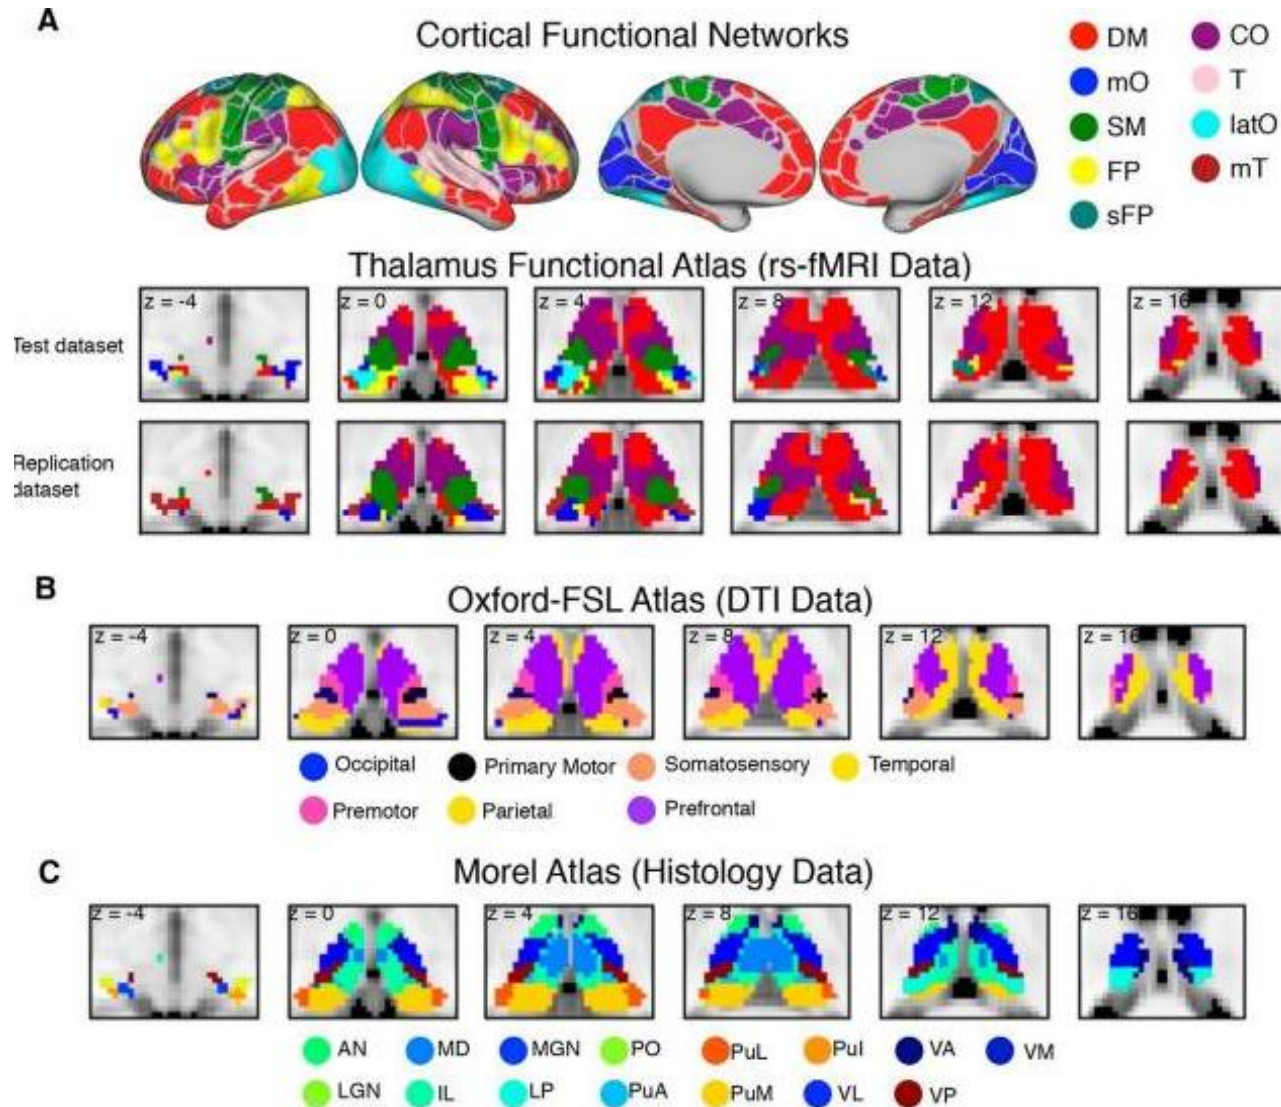 A
Cortical Functional Networks
DM
CO
mO
T
SM
latO
FP
mT
sFP
Thalamus Functional Atlas (rs-fMRI Data)
z = -4
z = 0
z = 4
z = 8
z = 12
z = 16
Test dataset
Replication
dataset
B
Oxford-FSL Atlas (DTI Data)
z = -4
z = 0
z = 4
z = 8
z = 12
z = 16
Occipital
Primary Motor
Somatosensory
Temporal
Premotor
Parietal
Prefrontal
C
Morel Atlas (Histology Data)
z = -4
z = 0
z = 4
z = 8
z = 12
z = 16
AN
MD
MGN
PO
PuL
PuI
VA
VM
LGN
IL
LP
PuA
PuM
VL
VP